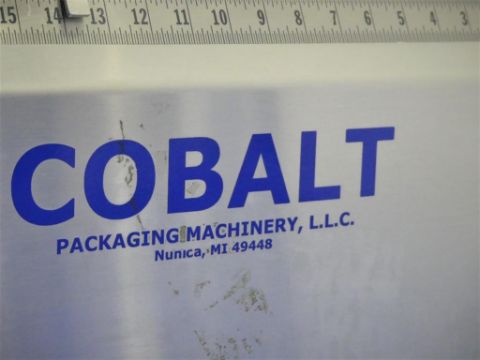 15 14 13 12 11 10 9 8 7 6 5 4 3
COBALT
PACKAGING MACHINERY, L.L.C.
Nunica, MI 49448